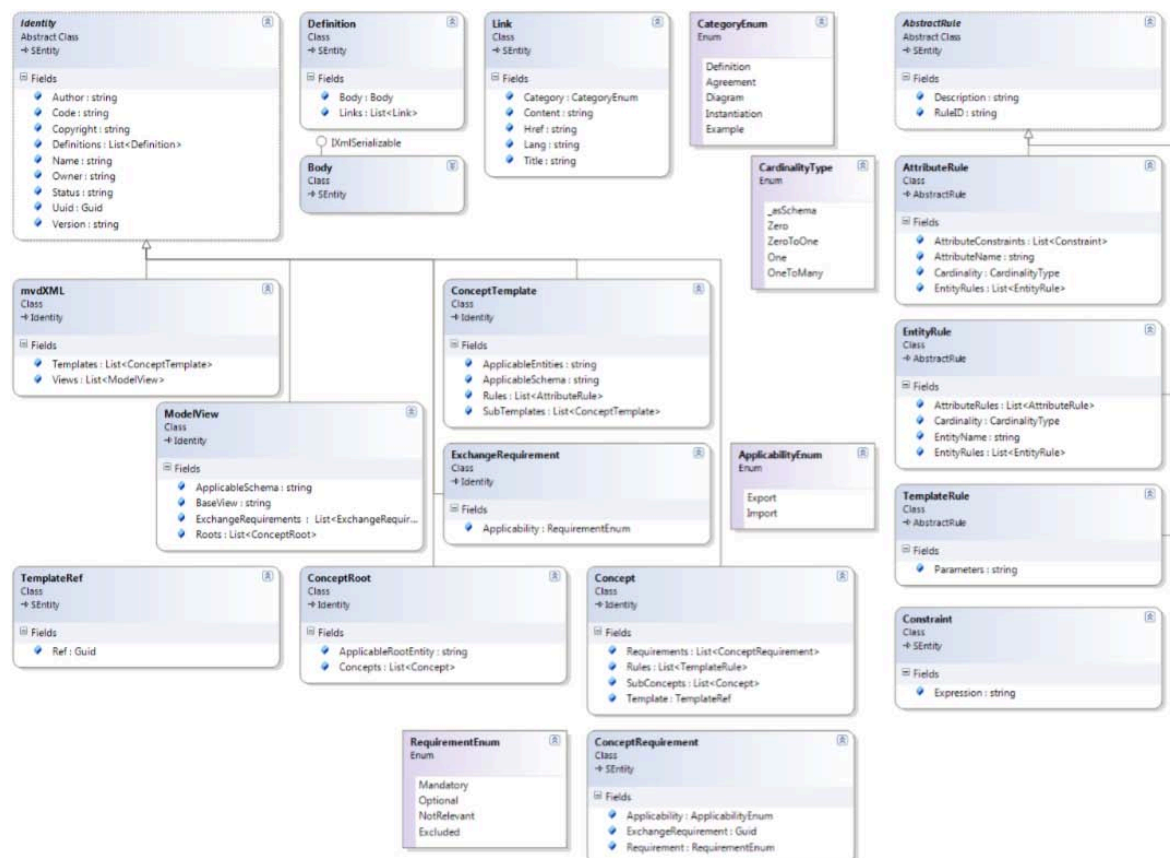 Identity
Abstract Class
SEntity
Fields
Author : string
Code : string
Copyright : string
Definitions : List<Definition>
Name : string
Owner : string
Status : string
Uuid : Guid
Version : string
Definition
Class
SEntity
Fields
Body : Body
Links : List<Link>
IXmlSerializable
Body
Class
SEntity
Link
Class
SEntity
Fields
Category : CategoryEnum
Content : string
Href : string
Lang : string
Title : string
CategoryEnum
Enum
Definition
Agreement
Diagram
Instantiation
Example
CardinalityType
Enum
_asSchema
Zero
ZeroToOne
One
OneToMany
AbstractRule
Abstract Class
SEntity
Fields
Description : string
RuleID : string
AttributeRule
Class
AbstractRule
Fields
AttributeConstraints : List<Constraint>
AttributeName : string
Cardinality : CardinalityType
EntityRules : List<EntityRule>
mvdXML
Class
Identity
Fields
Templates : List<ConceptTemplate>
Views : List<ModelView>
ConceptTemplate
Class
Identity
Fields
ApplicableEntities : string
ApplicableSchema : string
Rules : List<AttributeRule>
SubTemplates : List<ConceptTemplate>
EntityRule
Class
AbstractRule
Fields
AttributeRules : List<AttributeRule>
Cardinality : CardinalityType
EntityName : string
EntityRules : List<EntityRule>
ModelView
Class
Identity
Fields
ApplicableSchema : string
BaseView : string
ExchangeRequirements : List<ExchangeRequir...
Roots : List<ConceptRoot>
ExchangeRequirement
Class
Identity
Fields
Applicability : RequirementEnum
ApplicabilityEnum
Enum
Export
Import
TemplateRule
Class
AbstractRule
Fields
Parameters : string
TemplateRef
Class
SEntity
Fields
Ref : Guid
ConceptRoot
Class
Identity
Fields
ApplicableRootEntity : string
Concepts : List<Concept>
Concept
Class
Identity
Fields
Requirements : List<ConceptRequirement>
Rules : List<TemplateRule>
SubConcepts : List<Concept>
Template : TemplateRef
Constraint
Class
SEntity
Fields
Expression : string
RequirementEnum
Enum
Mandatory
Optional
NotRelevant
Excluded
ConceptRequirement
Class
SEntity
Fields
Applicability : ApplicabilityEnum
ExchangeRequirement : Guid
Requirement : RequirementEnum